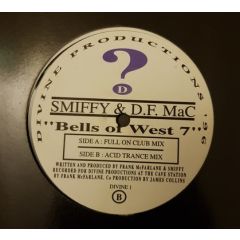 DIVINE PRODUCTIONS '96
?
D
SMIFFY & D.F. MaC
"Bells of West 7"
SIDE A : FULL ON CLUB MIX
SIDE B : ACID TRANCE MIX
WRITTEN AND PRODUCED BY FRANK McFARLANE & SMIFFY
RECORDED FOR DIVINE PRODUCTIONS AT THE CAVE STATION
BY FRANK McFARLANE, Co PRODUCTION BY JAMES COLLINS
DIVINE 1
B